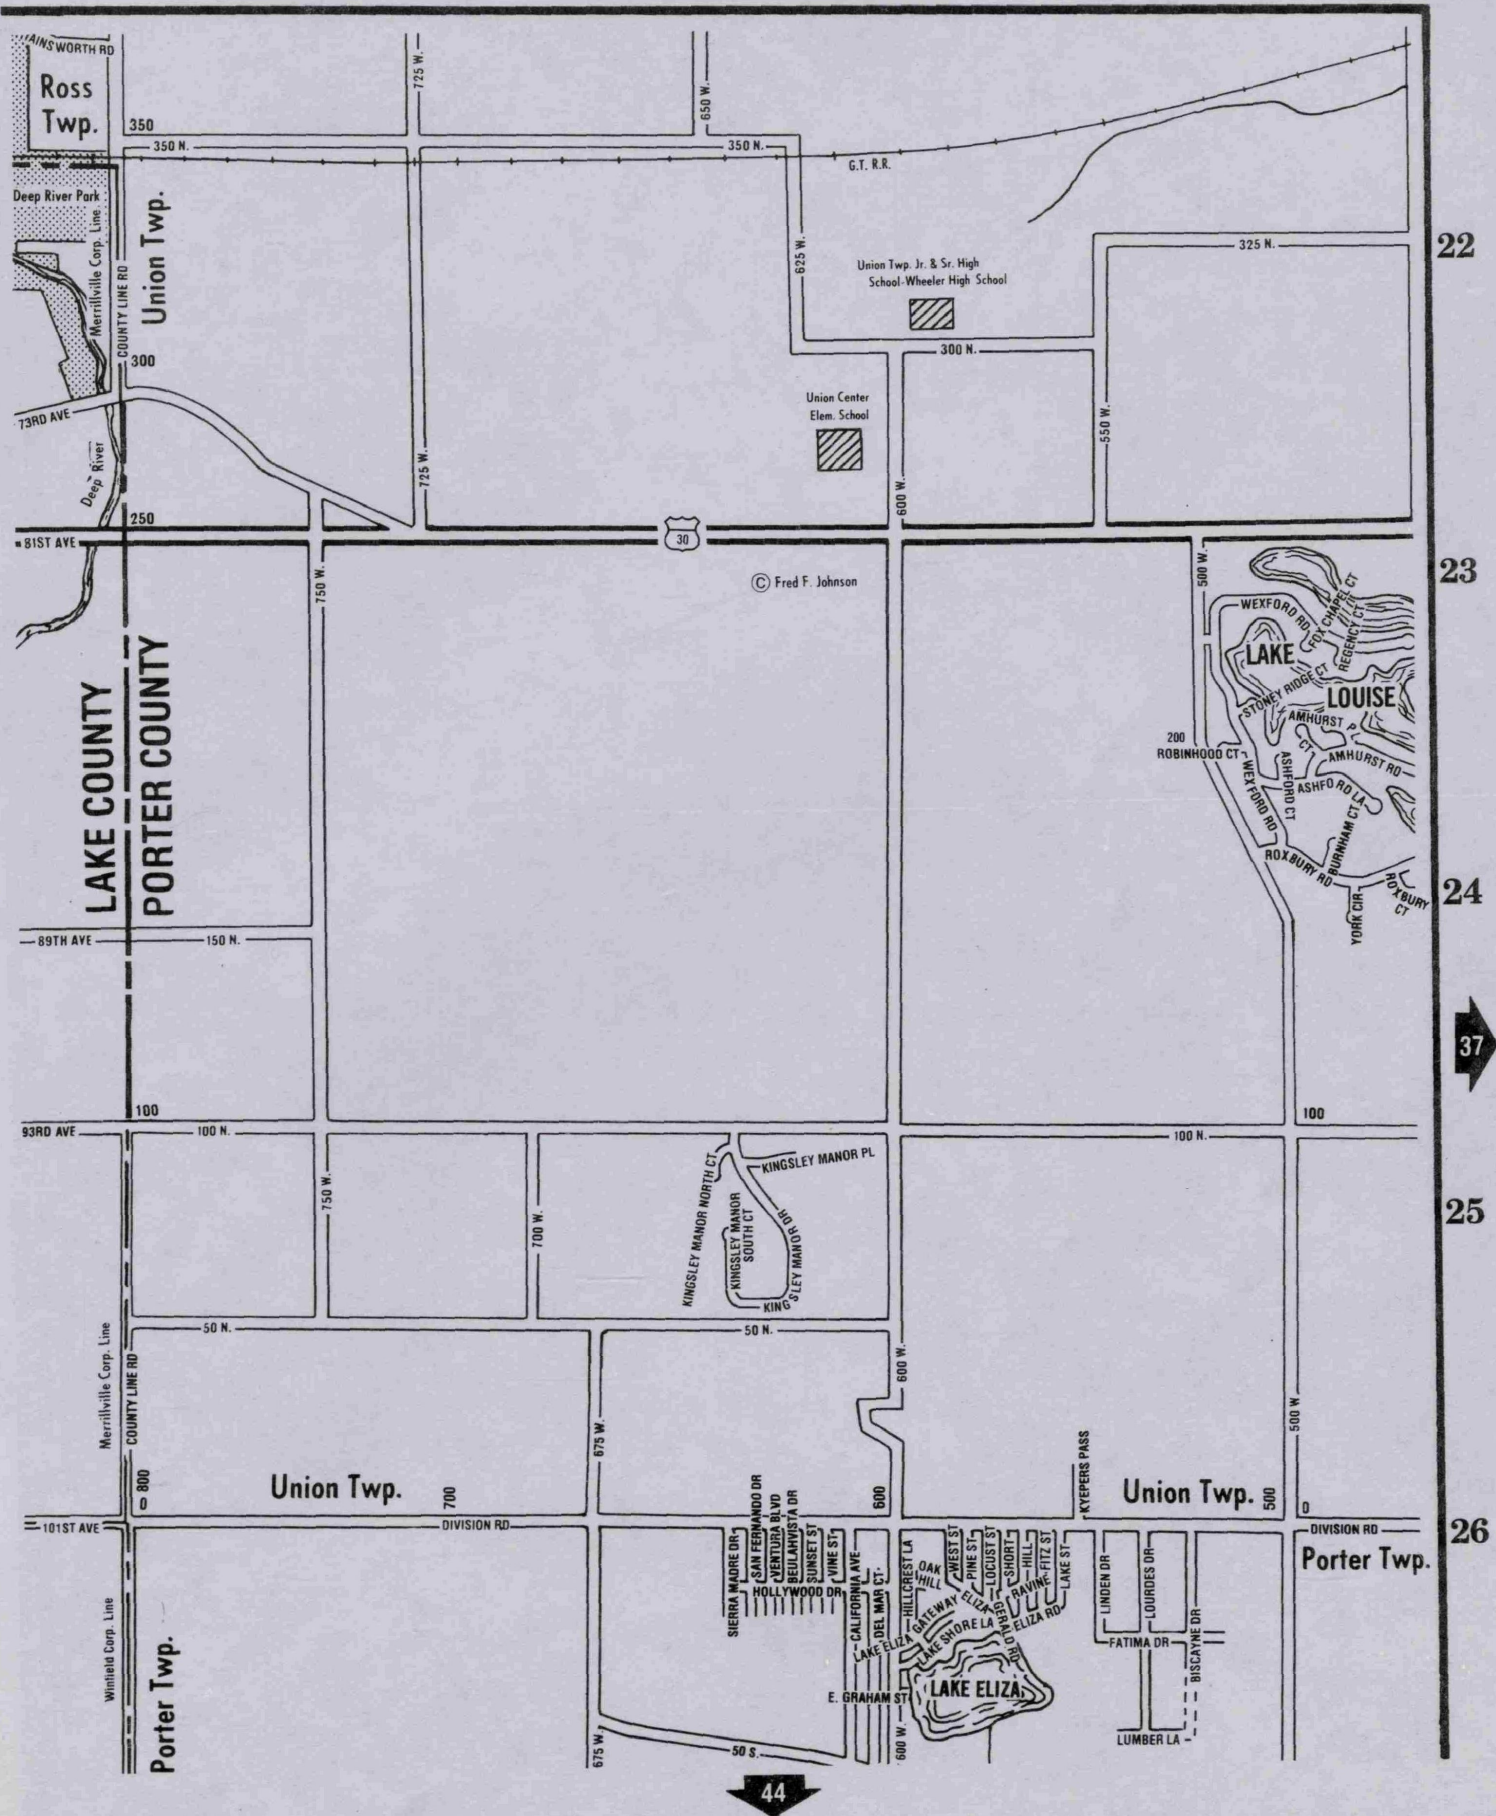 AINSWORTH RD
Ross
Twp.
725 W.
650 W.
350
350 N.
350 N.
G.T. R.R.
Deep River Park
Merrillville Corp. Line
COUNTY LINE RD
Union Twp.
625 W.
325 N.
22
Union Twp. Jr. & Sr. High
School-Wheeler High School
300
300 N.
73RD AVE
Union Center
Elem. School
550 W.
Deep River
725 W.
600 W.
250
81ST AVE
30
© Fred F. Johnson
750 W.
500 W.
23
WEXFORD RD
FOX CHAPEL CT
REGENCY CT
LAKE
LOUISE
STONEY RIDGE CT
AMHURST PL
CT
AMHURST RD
200
ROBINHOOD CT
WEXFORD RD
ASHFORD CT
ASHFORD LA
BURNHAM CT
ROXBURY RD
ROXBURY
CT
YORK CIR
24
LAKE COUNTY
PORTER COUNTY
89TH AVE
150 N.
37
100
100
93RD AVE
100 N.
100 N.
750 W.
700 W.
KINGSLEY MANOR NORTH CT
KINGSLEY MANOR PL
KINGSLEY MANOR
SOUTH CT
KINGSLEY MANOR DR
25
50 N.
50 N.
Merrillville Corp. Line
COUNTY LINE RD
600 W.
675 W.
500 W
800
0
Union Twp.
700
600
KYEPERS PASS
Union Twp.
500
0
101ST AVE
DIVISION RD
DIVISION RD
26
Porter Twp.
SIERRA MADRE DR
SAN FERNANDO DR
VENTURA BLVD
BEULAHVISTA DR
SUNSET ST
VINE ST
HOLLYWOOD DR
CALIFORNIA AVE
DEL MAR CT
HILLCREST LA
OAK
HILL
WEST ST
PINE ST
LOCUST ST
SHORT
HILL
RAVINE
FITZ ST
LAKE ST
ELIZA
GERALD RD
ELIZA RD
LAKE ELIZA GATEWAY
LAKE SHORE LA
LINDEN DR
LOURDES DR
FATIMA DR
BISCAYNE DR
LUMBER LA
E. GRAHAM ST
LAKE ELIZA
Winfield Corp. Line
Porter Twp.
675 W.
50 S.
600 W.
44